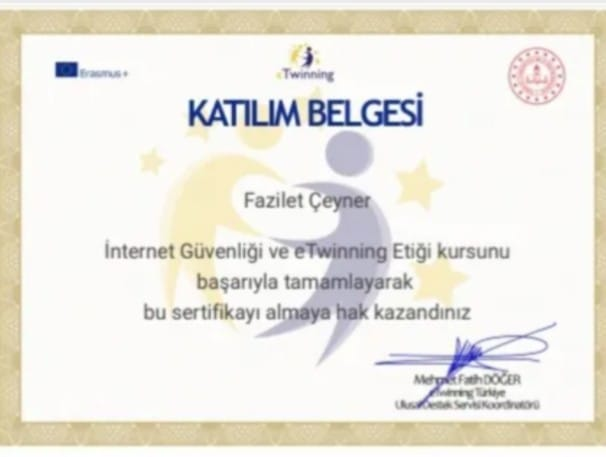 Erasmus+
eTwinning
KATILIM BELGESİ
Fazilet Çeyner
İnternet Güvenliği ve eTwinning Etiği kursunu
başarıyla tamamlayarak
bu sertifikayı almaya hak kazandınız
Mehmet Fatih DÖĞER
eTwinning Türkiye
Ulusal Destek Servisi Koordinatörü